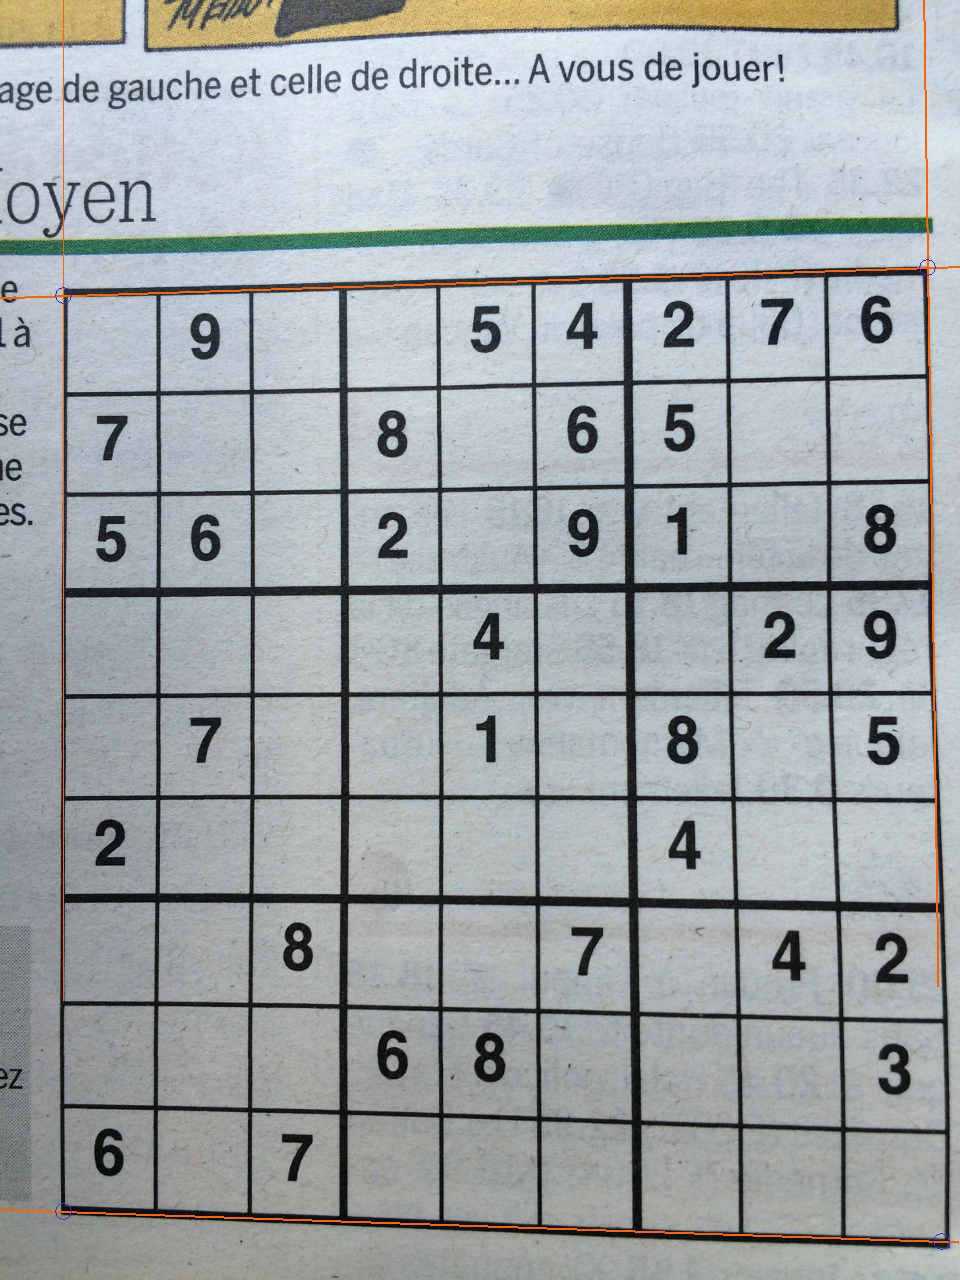 age de gauche et celle de droite... A vous de jouer!
oyen
e
l à
se
ne
es.
ez
9 5 4 2 7 6
7 8 6 5
5 6 2 9 1 8
4 2 9
7 1 8 5
2 4
8 7 4 2
6 8 3
6 7